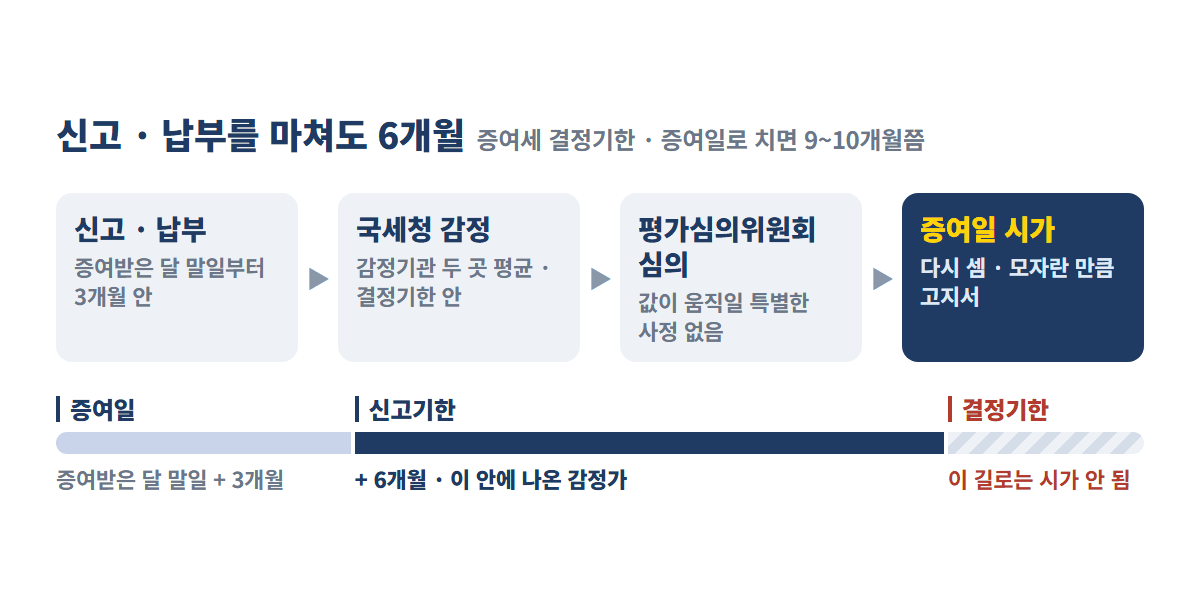 신고 · 납부를 마쳐도 6개월 증여세 결정기한 · 증여일로 치면 9~10개월쯤
신고 · 납부
증여받은 달 말일부터
3개월 안
국세청 감정
감정기관 두 곳 평균 ·
결정기한 안
평가심의위원회
심의
값이 움직일 특별한
사정 없음
증여일 시가
다시 셈 · 모자란 만큼
고지서
증여일
신고기한
결정기한
증여받은 달 말일 + 3개월
+ 6개월 · 이 안에 나온 감정가
이 길로는 시가 안 됨